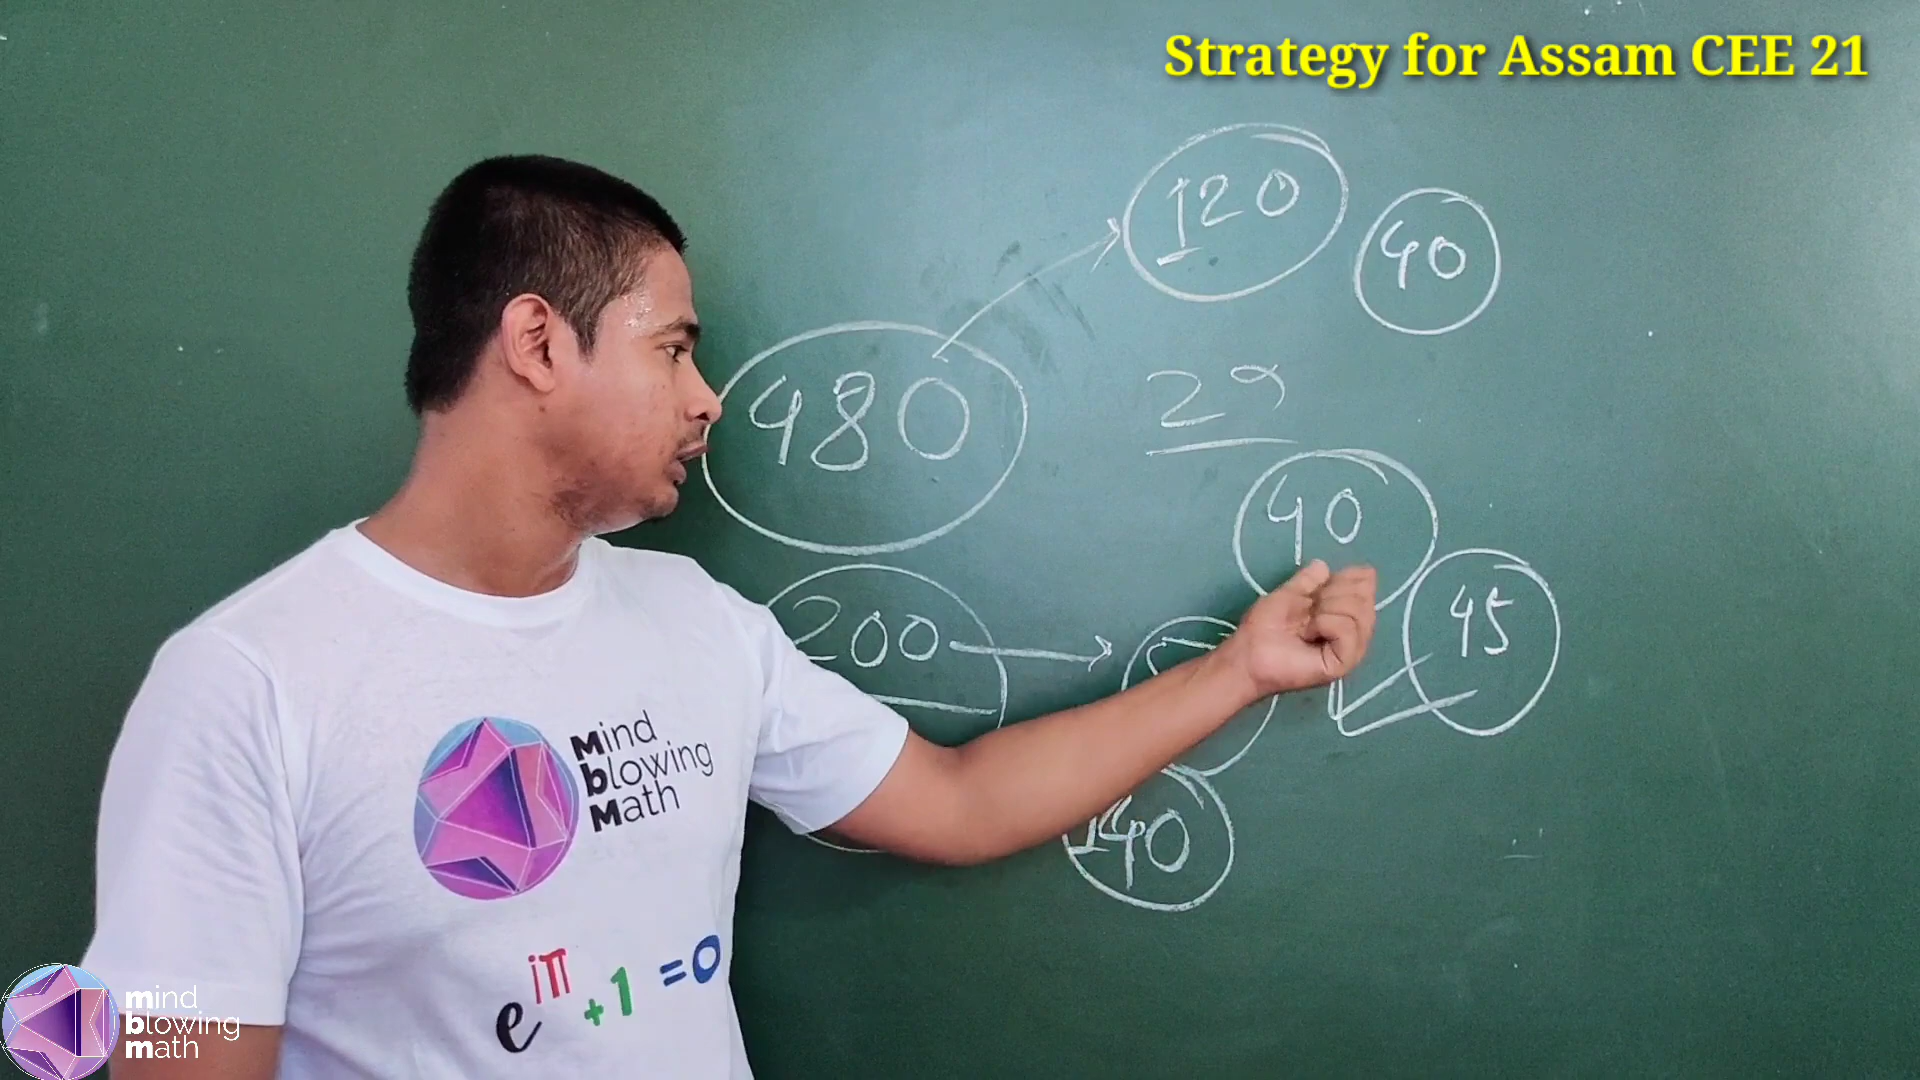 Strategy for Assam CEE 21
120
40
480
29
40
45
200
140
Mind
blowing
Math
e^iπ + 1 = 0
mind
blowing
math